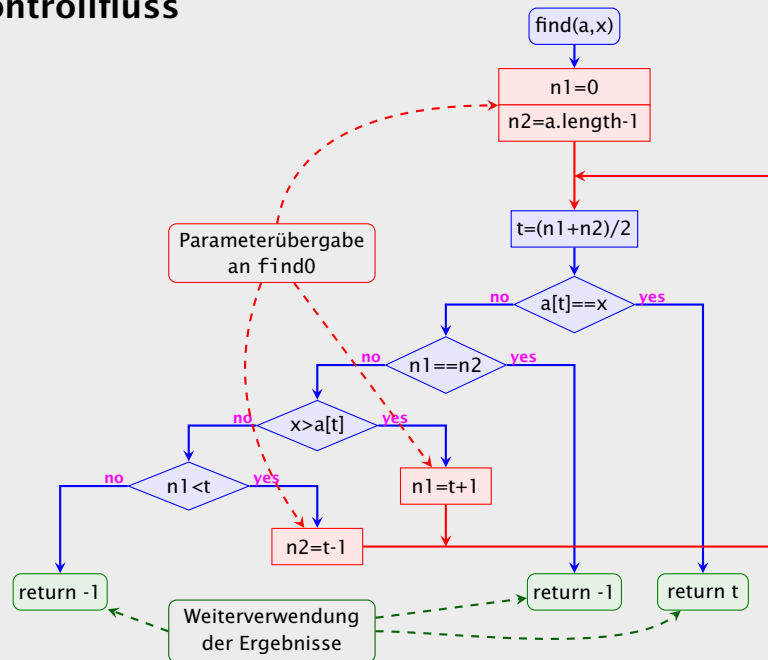 ontrollfluss
find(a,x)
n1=0
n2=a.length-1
t=(n1+n2)/2
Parameterübergabe
an find0
no
a[t]==x
yes
no
n1==n2
yes
no
x>a[t]
yes
no
n1<t
yes
n1=t+1
n2=t-1
return -1
return -1
return t
Weiterverwendung
der Ergebnisse